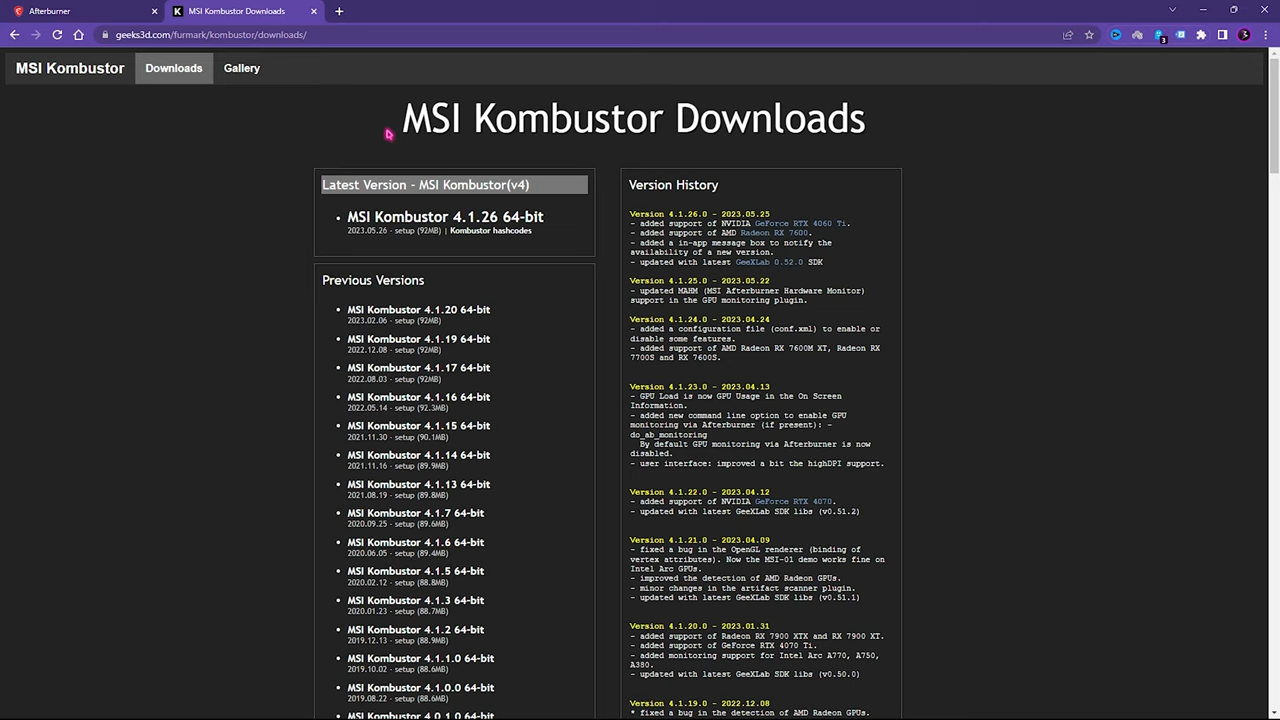 Afterburner
MSI Kombustor Downloads
geeks3d.com/furmark/kombustor/downloads/
MSI Kombustor
Downloads
Gallery
MSI Kombustor Downloads
Latest Version - MSI Kombustor(v4)
MSI Kombustor 4.1.26 64-bit
2023.05.26 - setup (92MB) | Kombustor hashcodes
Previous Versions
MSI Kombustor 4.1.20 64-bit
2023.02.06 - setup (92MB)
MSI Kombustor 4.1.19 64-bit
2022.12.08 - setup (92MB)
MSI Kombustor 4.1.17 64-bit
2022.08.03 - setup (92MB)
MSI Kombustor 4.1.16 64-bit
2022.05.14 - setup (92.3MB)
MSI Kombustor 4.1.15 64-bit
2021.11.30 - setup (90.1MB)
MSI Kombustor 4.1.14 64-bit
2021.11.16 - setup (89.9MB)
MSI Kombustor 4.1.13 64-bit
2021.08.19 - setup (89.8MB)
MSI Kombustor 4.1.7 64-bit
2020.09.25 - setup (89.6MB)
MSI Kombustor 4.1.6 64-bit
2020.06.05 - setup (89.4MB)
MSI Kombustor 4.1.5 64-bit
2020.02.12 - setup (88.8MB)
MSI Kombustor 4.1.3 64-bit
2020.01.23 - setup (88.7MB)
MSI Kombustor 4.1.2 64-bit
2019.12.13 - setup (88.9MB)
MSI Kombustor 4.1.1.0 64-bit
2019.10.02 - setup (88.6MB)
MSI Kombustor 4.1.0.0 64-bit
2019.08.22 - setup (88.6MB)
MSI Kombustor 4.0.1.0 64-bit
Version History
Version 4.1.26.0 - 2023.05.25
- added support of NVIDIA GeForce RTX 4060 Ti.
- added support of AMD Radeon RX 7600.
- added a in-app message box to notify the
availability of a new version.
- updated with latest GeeXLab 0.52.0 SDK
Version 4.1.25.0 - 2023.05.22
- updated MAHM (MSI Afterburner Hardware Monitor)
support in the GPU monitoring plugin.
Version 4.1.24.0 - 2023.04.24
- added a configuration file (conf.xml) to enable or
disable some features.
- added support of AMD Radeon RX 7600M XT, Radeon RX
7700S and RX 7600S.
Version 4.1.23.0 - 2023.04.13
- GPU Load is now GPU Usage in the On Screen
Information.
- added new command line option to enable GPU
monitoring via Afterburner (if present): -
do_ab_monitoring
By default GPU monitoring via Afterburner is now
disabled.
- user interface: improved a bit the highDPI support.
Version 4.1.22.0 - 2023.04.12
- added support of NVIDIA GeForce RTX 4070.
- updated with latest GeeXLab SDK libs (v0.51.2)
Version 4.1.21.0 - 2023.04.09
- fixed a bug in the OpenGL renderer (binding of
vertex attributes). Now the MSI-01 demo works fine on
Intel Arc GPUs.
- improved the detection of AMD Radeon GPUs.
- minor changes in the artifact scanner plugin.
- updated with latest GeeXLab SDK libs (v0.51.1)
Version 4.1.20.0 - 2023.01.31
- added support of Radeon RX 7900 XTX and RX 7900 XT.
- added support of GeForce RTX 4070 Ti.
- added monitoring support for Intel Arc A770, A750,
A380.
- updated with latest GeeXLab SDK libs (v0.50.0)
Version 4.1.19.0 - 2022.12.08
* fixed a bug in the detection of AMD Radeon GPUs.